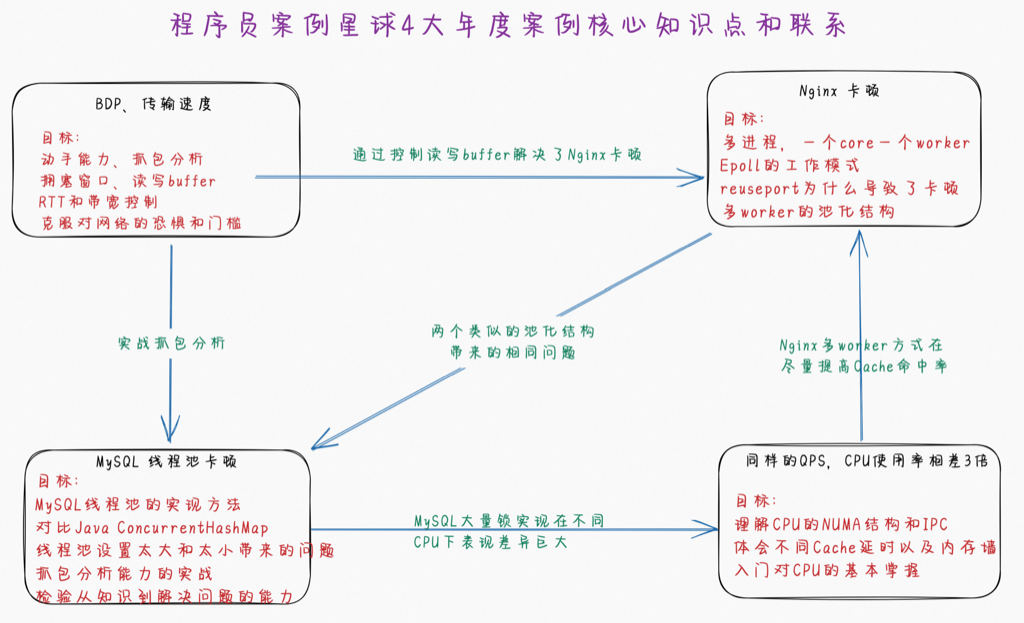 程序员案例星球4大年度案例核心知识点和联系
BDP、传输速度
目标:
动手能力、抓包分析
拥塞窗口、读写buffer
RTT和带宽控制
克服对网络的恐惧和门槛
通过控制读写buffer解决了Nginx卡顿
Nginx 卡顿
目标:
多进程，一个core一个worker
Epoll的工作模式
reuseport为什么导致了卡顿
多worker的池化结构
实战抓包分析
两个类似的池化结构
带来的相同问题
Nginx多worker方式在
尽量提高Cache命中率
MySQL 线程池卡顿
目标:
MySQL线程池的实现方法
对比Java ConcurrentHashMap
线程池设置太大和太小带来的问题
抓包分析能力的实战
检验从知识到解决问题的能力
MySQL大量锁实现在不同
CPU下表现差异巨大
同样的QPS，CPU使用率相差3倍
目标:
理解CPU的NUMA结构和IPC
体会不同Cache延时以及内存墙
入门对CPU的基本掌握